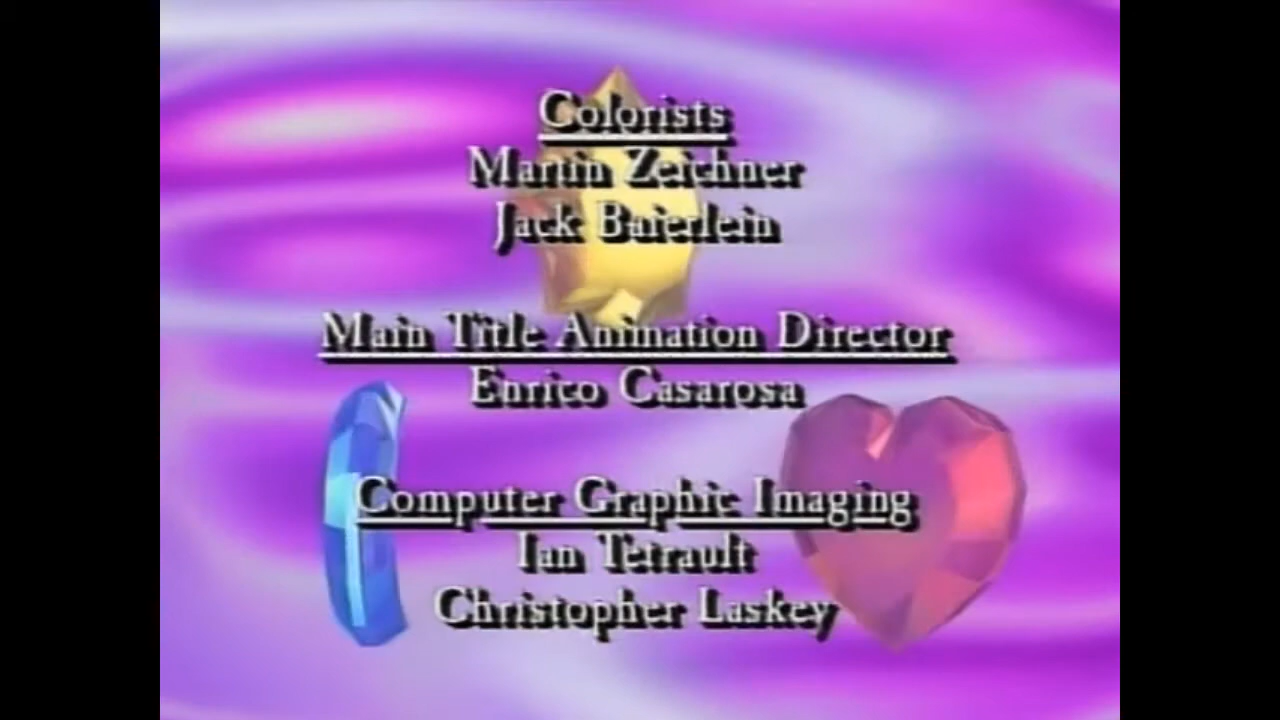 Colorists
Martin Zeichner
Jack Baierlein
Main Title Animation Director
Enrico Casarosa
Computer Graphic Imaging
Ian Tetrault
Christopher Laskey